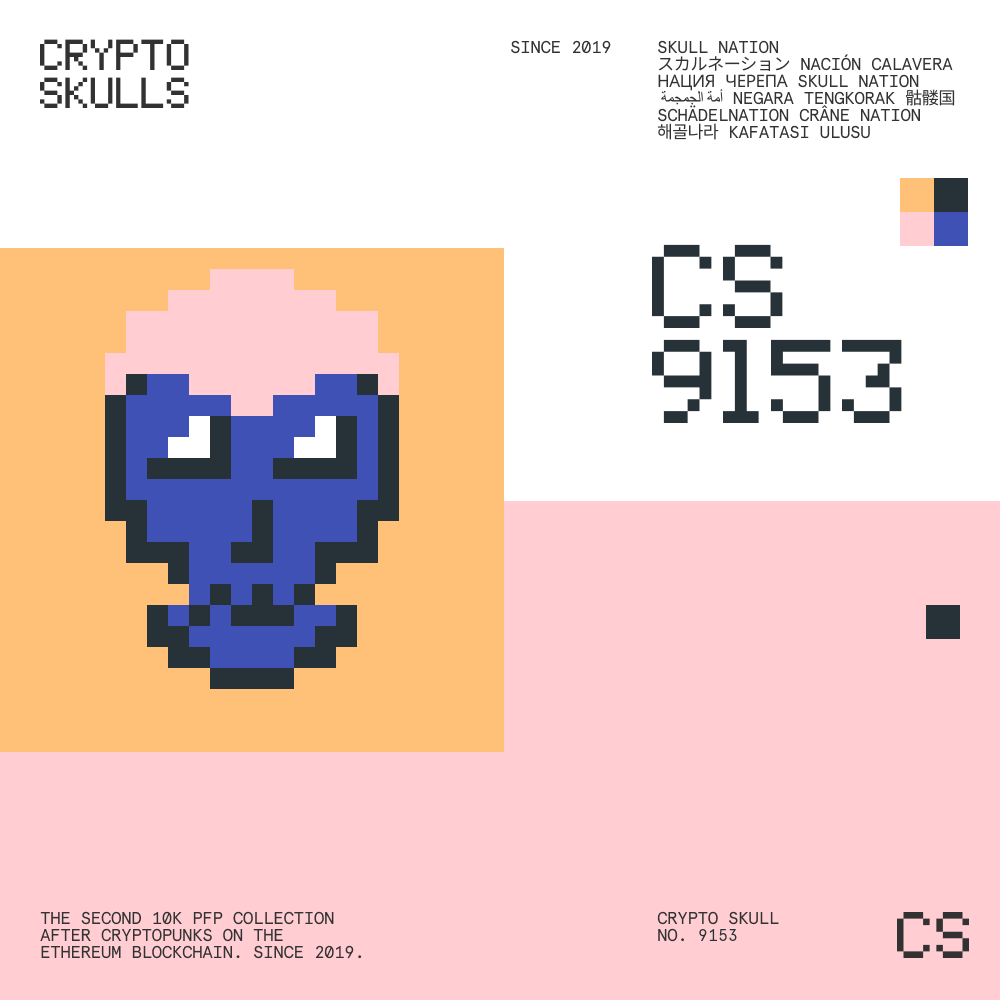 CRYPTO
SKULLS
SINCE 2019
SKULL NATION
スカルネーション NACIÓN CALAVERA
НАЦИЯ ЧЕРЕПА SKULL NATION
أمة الجمجمة NEGARA TENGKORAK 骷髅国
SCHÄDELNATION CRÂNE NATION
해골나라 KAFATASI ULUSU
CS
9153
THE SECOND 10K PFP COLLECTION
AFTER CRYPTOPUNKS ON THE
ETHEREUM BLOCKCHAIN. SINCE 2019.
CRYPTO SKULL
NO. 9153
CS